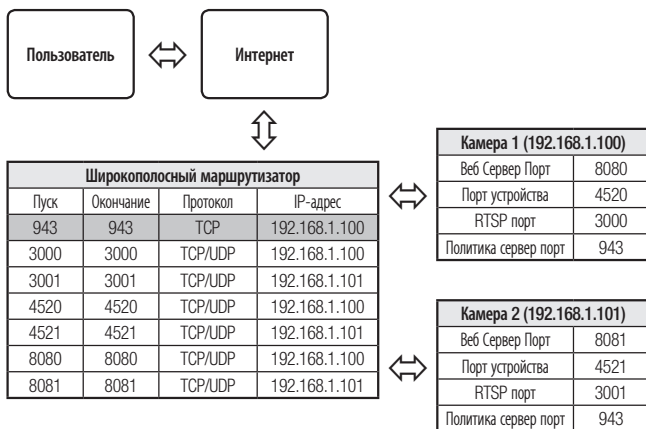 Пользователь
Интернет
Широкополосный маршрутизатор
Пуск Окончание Протокол IP-адрес
943 943 TCP 192.168.1.100
3000 3000 TCP/UDP 192.168.1.100
3001 3001 TCP/UDP 192.168.1.101
4520 4520 TCP/UDP 192.168.1.100
4521 4521 TCP/UDP 192.168.1.101
8080 8080 TCP/UDP 192.168.1.100
8081 8081 TCP/UDP 192.168.1.101
Камера 1 (192.168.1.100)
Веб Сервер Порт 8080
Порт устройства 4520
RTSP порт 3000
Политика сервер порт 943
Камера 2 (192.168.1.101)
Веб Сервер Порт 8081
Порт устройства 4521
RTSP порт 3001
Политика сервер порт 943